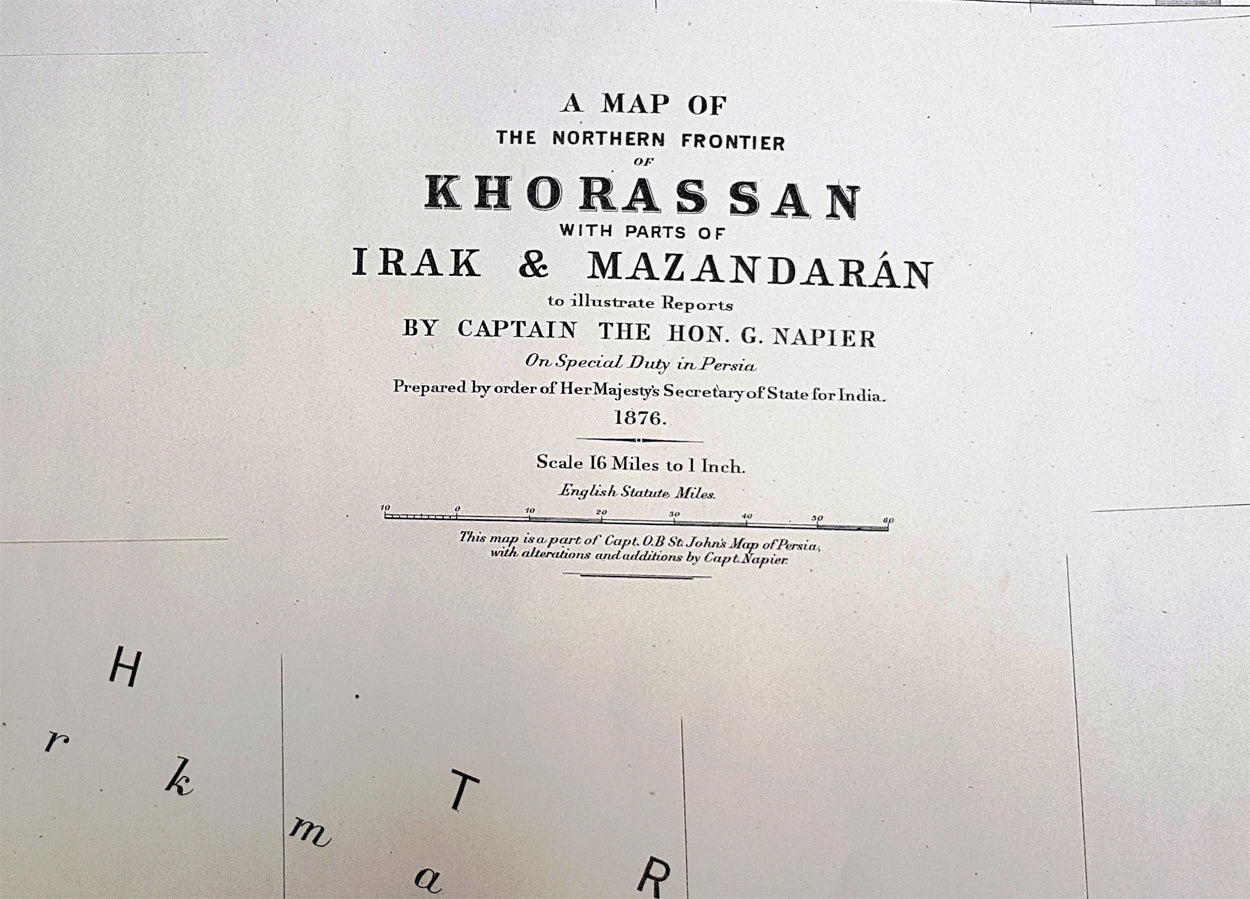 A MAP OF
THE NORTHERN FRONTIER
OF
KHORASSAN
WITH PARTS OF
IRAK & MAZANDARÁN
to illustrate Reports
BY CAPTAIN THE HON. G. NAPIER
On Special Duty in Persia
Prepared by order of Her Majesty's Secretary of State for India.
1876.
Scale 16 Miles to 1 Inch.
English Statute Miles.
10 0 10 20 30 40 50 60
This map is a part of Capt. O.B St. John's Map of Persia,
with alterations and additions by Capt. Napier.
H
r k
T
m
a R